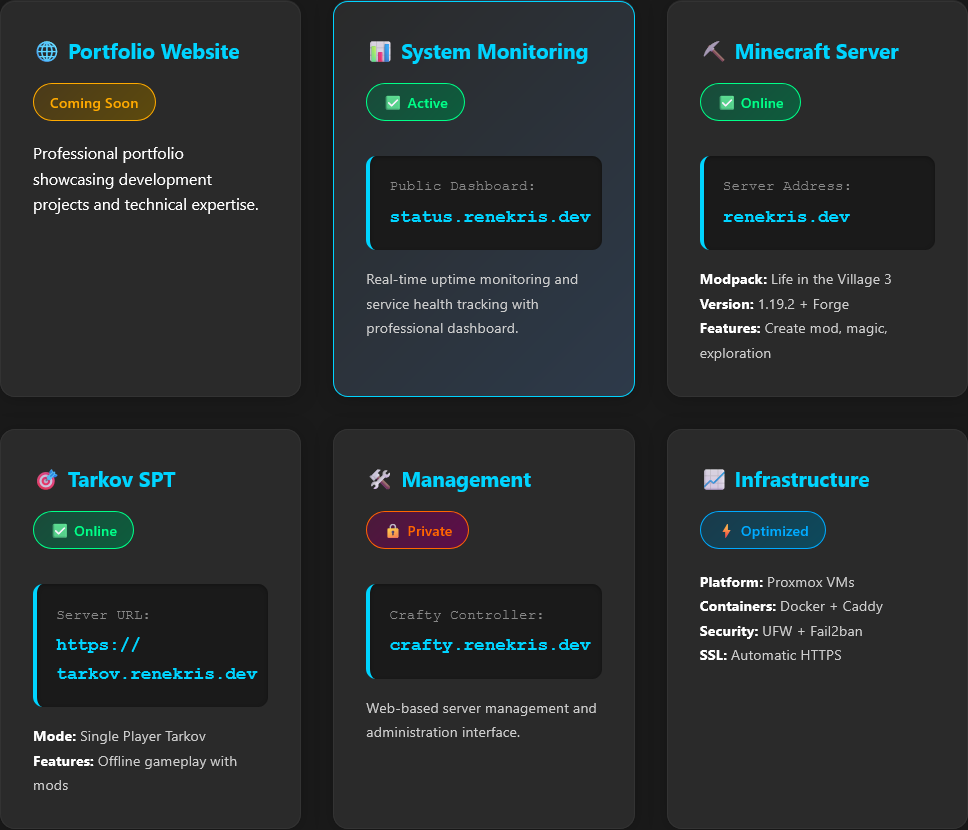 🌐 Portfolio Website
Coming Soon
Professional portfolio
showcasing development
projects and technical expertise.
📊 System Monitoring
✅ Active
Public Dashboard:
status.renekris.dev
Real-time uptime monitoring and
service health tracking with
professional dashboard.
⛏️ Minecraft Server
✅ Online
Server Address:
renekris.dev
Modpack: Life in the Village 3
Version: 1.19.2 + Forge
Features: Create mod, magic,
exploration
🎯 Tarkov SPT
✅ Online
Server URL:
https://
tarkov.renekris.dev
Mode: Single Player Tarkov
Features: Offline gameplay with
mods
🛠️ Management
🔒 Private
Crafty Controller:
crafty.renekris.dev
Web-based server management and
administration interface.
📈 Infrastructure
⚡ Optimized
Platform: Proxmox VMs
Containers: Docker + Caddy
Security: UFW + Fail2ban
SSL: Automatic HTTPS